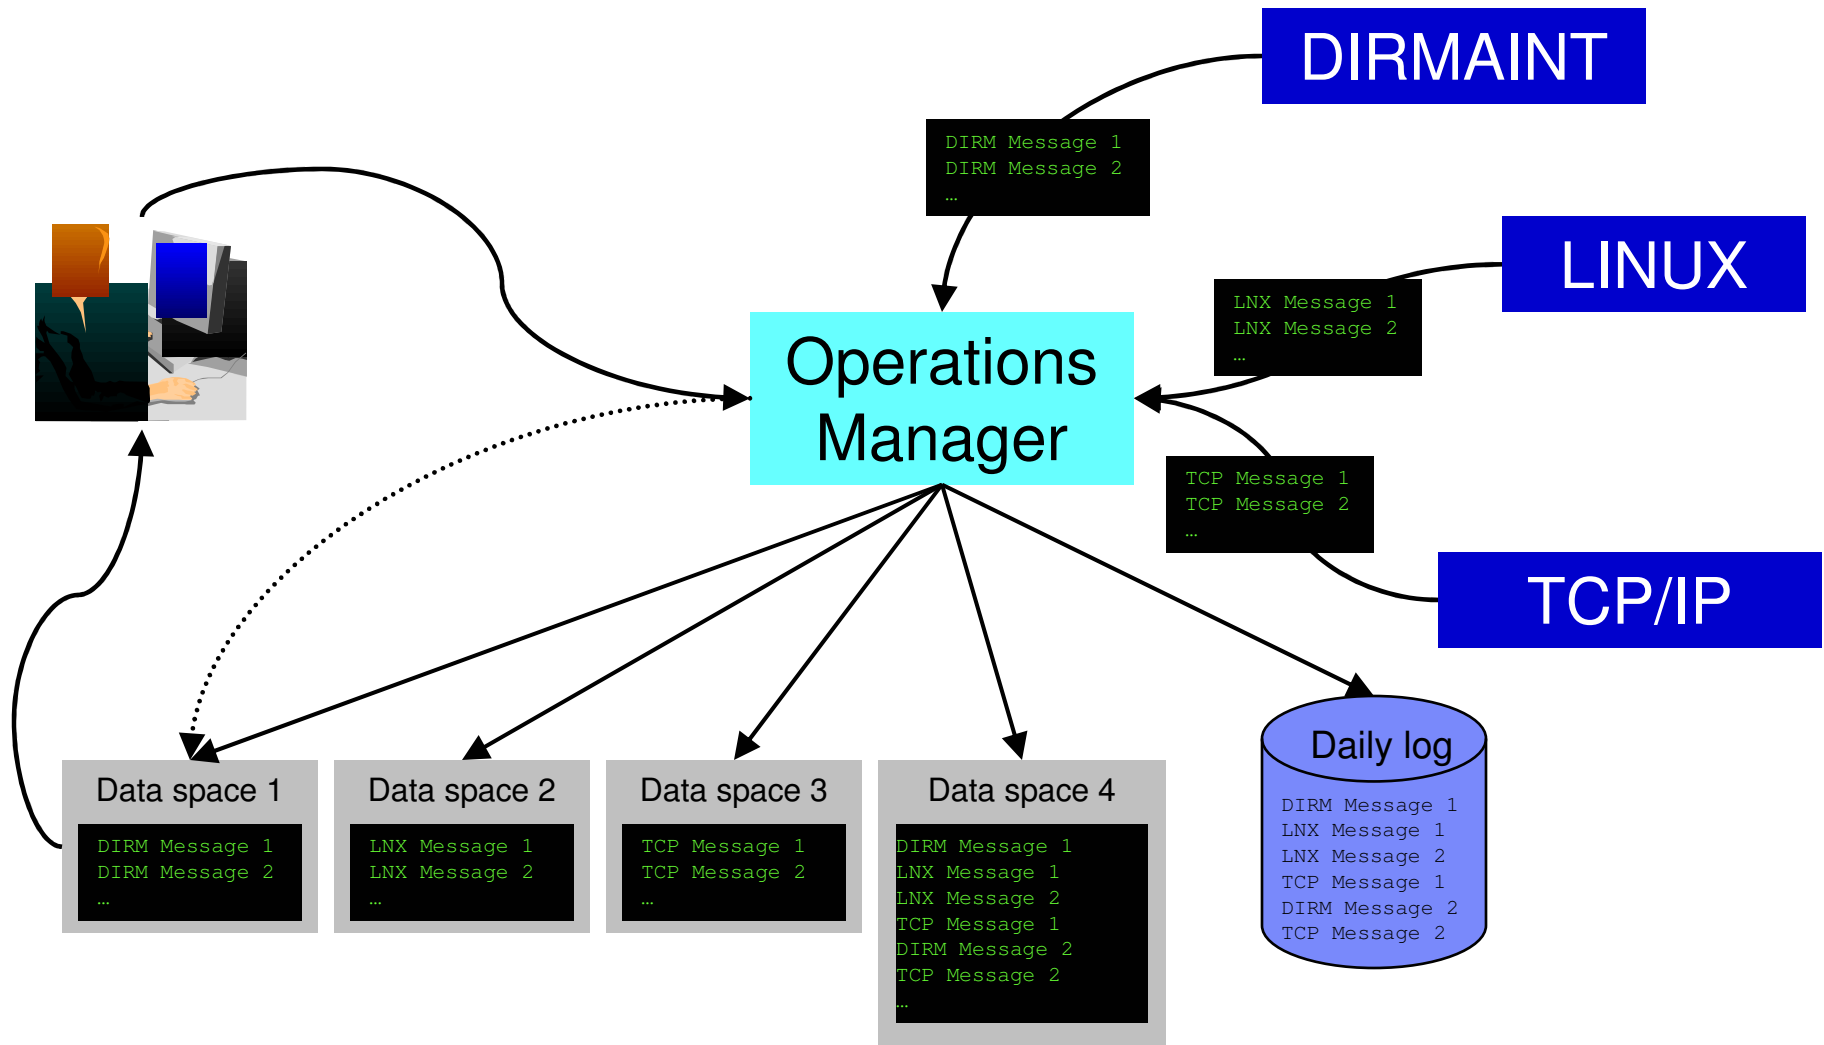 DIRMAINT
DIRM Message 1
DIRM Message 2
…
LINUX
LNX Message 1
LNX Message 2
…
Operations
Manager
TCP Message 1
TCP Message 2
…
TCP/IP
Data space 1
DIRM Message 1
DIRM Message 2
…
Data space 2
LNX Message 1
LNX Message 2
…
Data space 3
TCP Message 1
TCP Message 2
…
Data space 4
DIRM Message 1
LNX Message 1
LNX Message 2
TCP Message 1
DIRM Message 2
TCP Message 2
…
Daily log
DIRM Message 1
LNX Message 1
LNX Message 2
TCP Message 1
DIRM Message 2
TCP Message 2